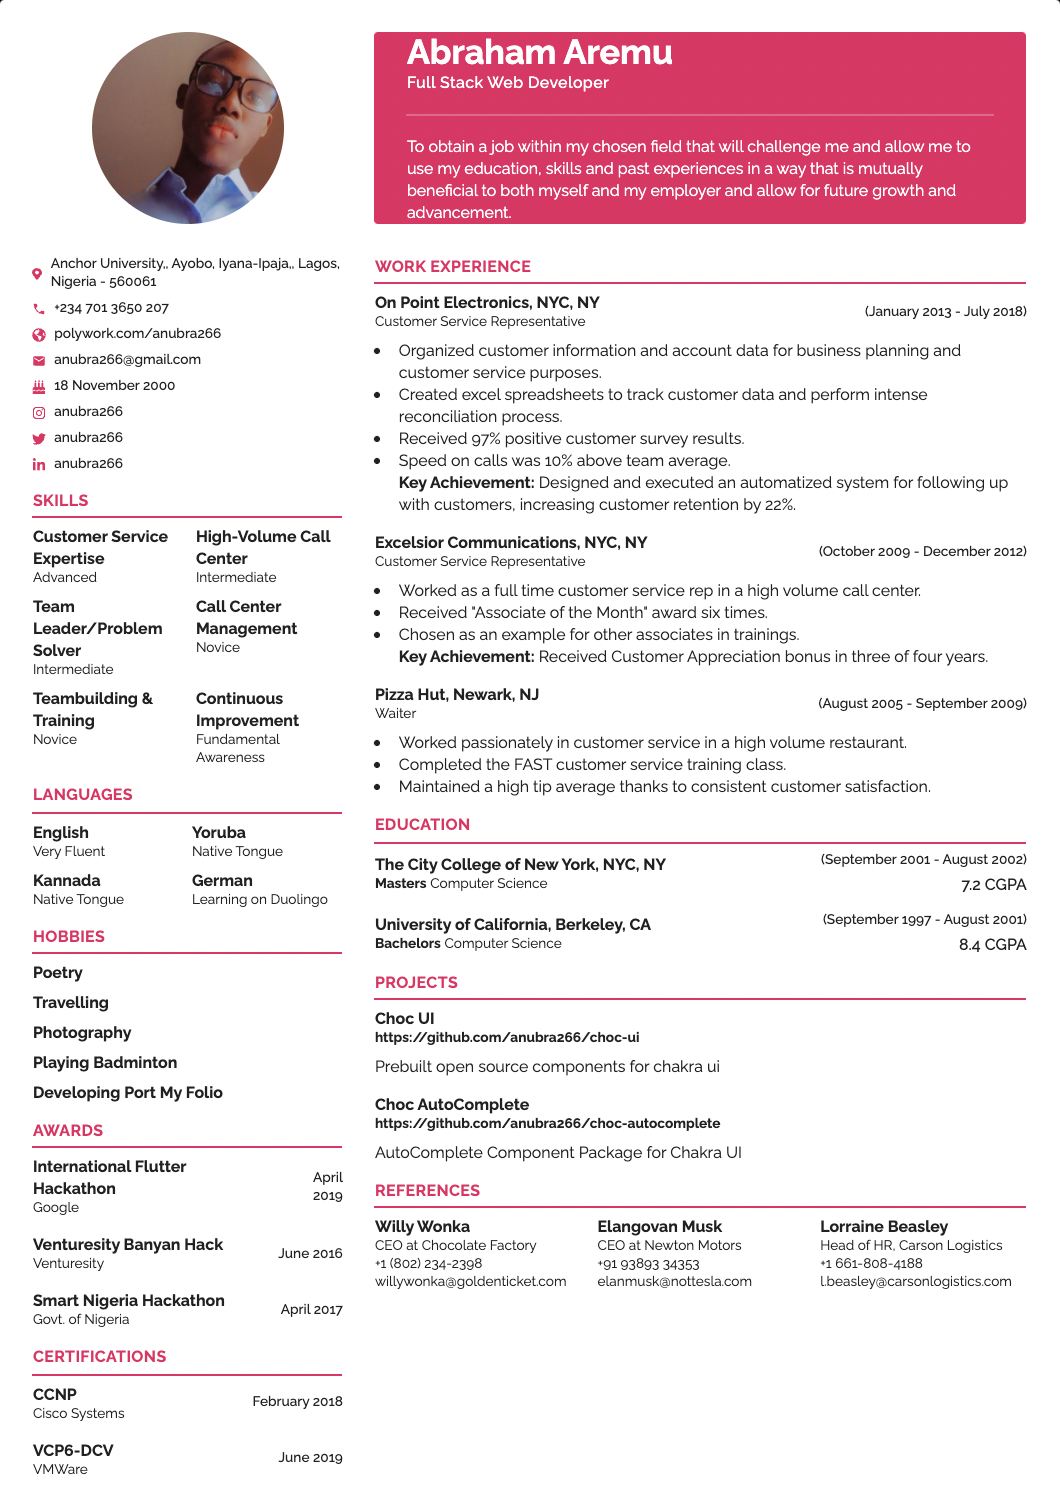 Abraham Aremu
Full Stack Web Developer
To obtain a job within my chosen field that will challenge me and allow me to
use my education, skills and past experiences in a way that is mutually
beneficial to both myself and my employer and allow for future growth and
advancement.
Anchor University,, Ayobo, Iyana-Ipaja,, Lagos,
Nigeria - 560061
+234 701 3650 207
polywork.com/anubra266
anubra266@gmail.com
18 November 2000
anubra266
anubra266
anubra266
SKILLS
Customer Service
Expertise
Advanced
High-Volume Call
Center
Intermediate
Team
Leader/Problem
Solver
Intermediate
Call Center
Management
Novice
Teambuilding &
Training
Novice
Continuous
Improvement
Fundamental
Awareness
LANGUAGES
English
Very Fluent
Yoruba
Native Tongue
Kannada
Native Tongue
German
Learning on Duolingo
HOBBIES
Poetry
Travelling
Photography
Playing Badminton
Developing Port My Folio
AWARDS
International Flutter
Hackathon
Google
April
2019
Venturesity Banyan Hack
Venturesity
June 2016
Smart Nigeria Hackathon
Govt. of Nigeria
April 2017
CERTIFICATIONS
CCNP
Cisco Systems
February 2018
VCP6-DCV
VMWare
June 2019
WORK EXPERIENCE
On Point Electronics, NYC, NY
Customer Service Representative
(January 2013 - July 2018)
• Organized customer information and account data for business planning and
customer service purposes.
• Created excel spreadsheets to track customer data and perform intense
reconciliation process.
• Received 97% positive customer survey results.
• Speed on calls was 10% above team average.
Key Achievement: Designed and executed an automatized system for following up
with customers, increasing customer retention by 22%.
Excelsior Communications, NYC, NY
Customer Service Representative
(October 2009 - December 2012)
• Worked as a full time customer service rep in a high volume call center.
• Received "Associate of the Month" award six times.
• Chosen as an example for other associates in trainings.
Key Achievement: Received Customer Appreciation bonus in three of four years.
Pizza Hut, Newark, NJ
Waiter
(August 2005 - September 2009)
• Worked passionately in customer service in a high volume restaurant.
• Completed the FAST customer service training class.
• Maintained a high tip average thanks to consistent customer satisfaction.
EDUCATION
The City College of New York, NYC, NY
Masters Computer Science
(September 2001 - August 2002)
7.2 CGPA
University of California, Berkeley, CA
Bachelors Computer Science
(September 1997 - August 2001)
8.4 CGPA
PROJECTS
Choc UI
https://github.com/anubra266/choc-ui
Prebuilt open source components for chakra ui
Choc AutoComplete
https://github.com/anubra266/choc-autocomplete
AutoComplete Component Package for Chakra UI
REFERENCES
Willy Wonka
CEO at Chocolate Factory
+1 (802) 234-2398
willywonka@goldenticket.com
Elangovan Musk
CEO at Newton Motors
+91 93893 34353
elanmusk@nottesla.com
Lorraine Beasley
Head of HR, Carson Logistics
+1 661-808-4188
l.beasley@carsonlogistics.com